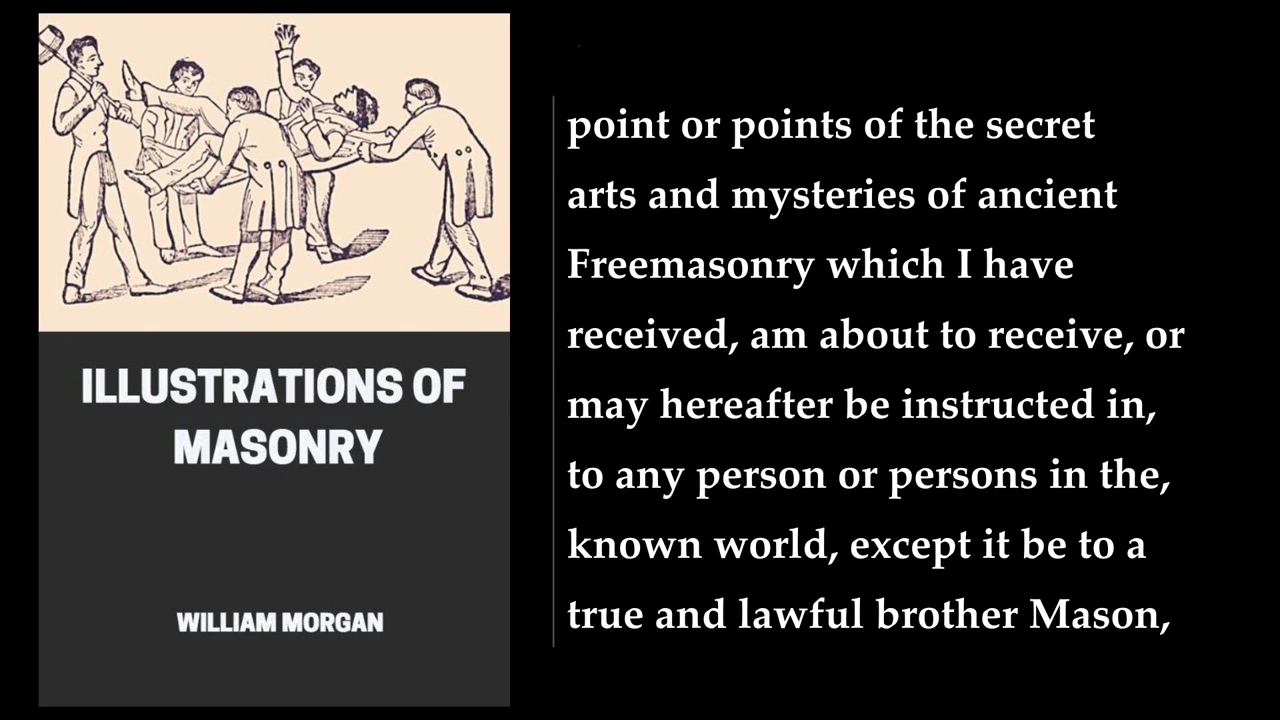 ILLUSTRATIONS OF
MASONRY
WILLIAM MORGAN
point or points of the secret
arts and mysteries of ancient
Freemasonry which I have
received, am about to receive, or
may hereafter be instructed in,
to any person or persons in the,
known world, except it be to a
true and lawful brother Mason,